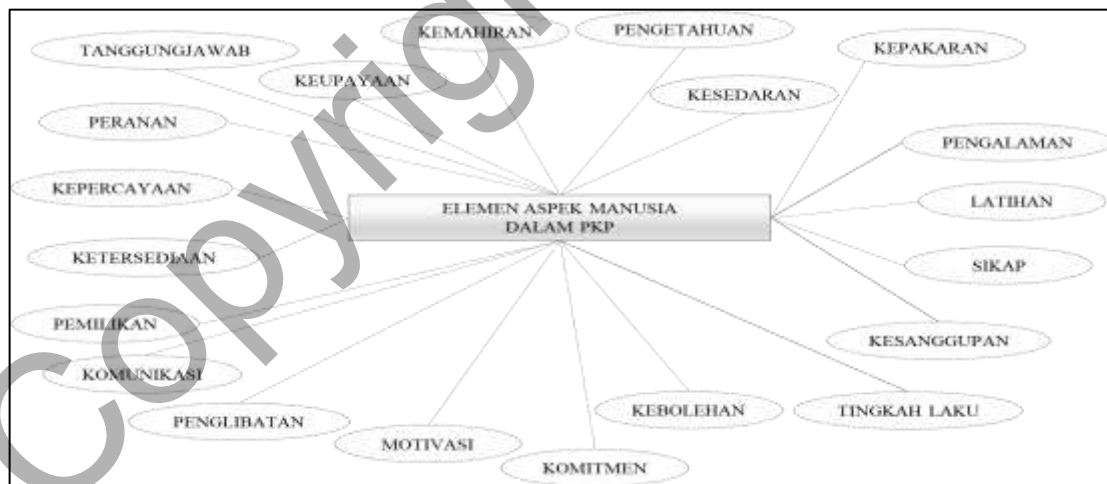 KEMAHIRAN
PENGETAHUAN
TANGGUNGJAWAB
KEPAKARAN
KEUPAYAAN
KESEDARAN
PERANAN
PENGALAMAN
KEPERCAYAAN
LATIHAN
ELEMEN ASPEK MANUSIA
DALAM PKP
KETERSEDIAAN
SIKAP
PEMILIKAN
KESANGGUPAN
KOMUNIKASI
KEBOLEHAN
TINGKAH LAKU
PENGLIBATAN
MOTIVASI
KOMITMEN
Copyrigh